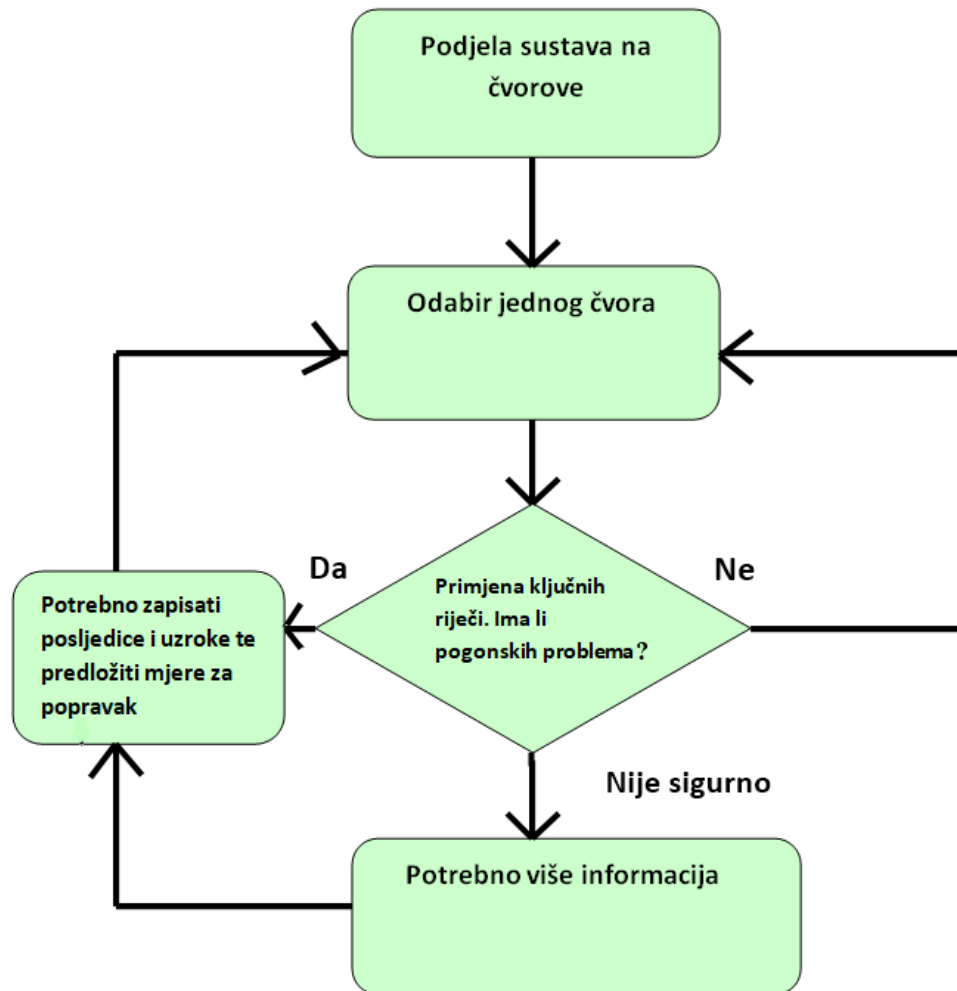 Podjela sustava na
čvorove
Odabir jednog čvora
Da
Ne
Primjena ključnih
riječi. Ima li
pogonskih problema?
Potrebno zapisati
posljedice i uzroke te
predložiti mjere za
popravak
Nije sigurno
Potrebno više informacija